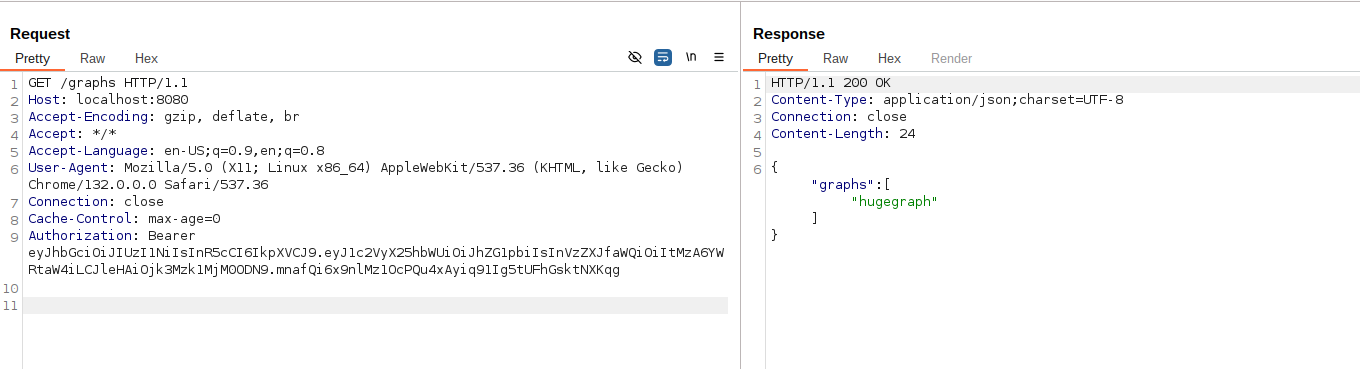 Request
Pretty Raw Hex
\n
1 GET /graphs HTTP/1.1
2 Host: localhost:8080
3 Accept-Encoding: gzip, deflate, br
4 Accept: */*
5 Accept-Language: en-US;q=0.9,en;q=0.8
6 User-Agent: Mozilla/5.0 (X11; Linux x86_64) AppleWebKit/537.36 (KHTML, like Gecko)
Chrome/132.0.0.0 Safari/537.36
7 Connection: close
8 Cache-Control: max-age=0
9 Authorization: Bearer
eyJhbGciOiJIUzI1NiIsInR5cCI6IkpXVCJ9.eyJ1c2VyX25hbWUiOiJhZG1pbiIsInVzZXJfaWQiOiItMzA6YW
RtaW4iLCJleHAiOjk3Mzk1MjM0ODN9.mnafQi6x9nlMz1OcPQu4xAyiq91Ig5tUFhGsktNXKqg
10
11
Response
Pretty Raw Hex Render
1 HTTP/1.1 200 OK
2 Content-Type: application/json;charset=UTF-8
3 Connection: close
4 Content-Length: 24
5
6 {
"graphs":[
"hugegraph"
]
}